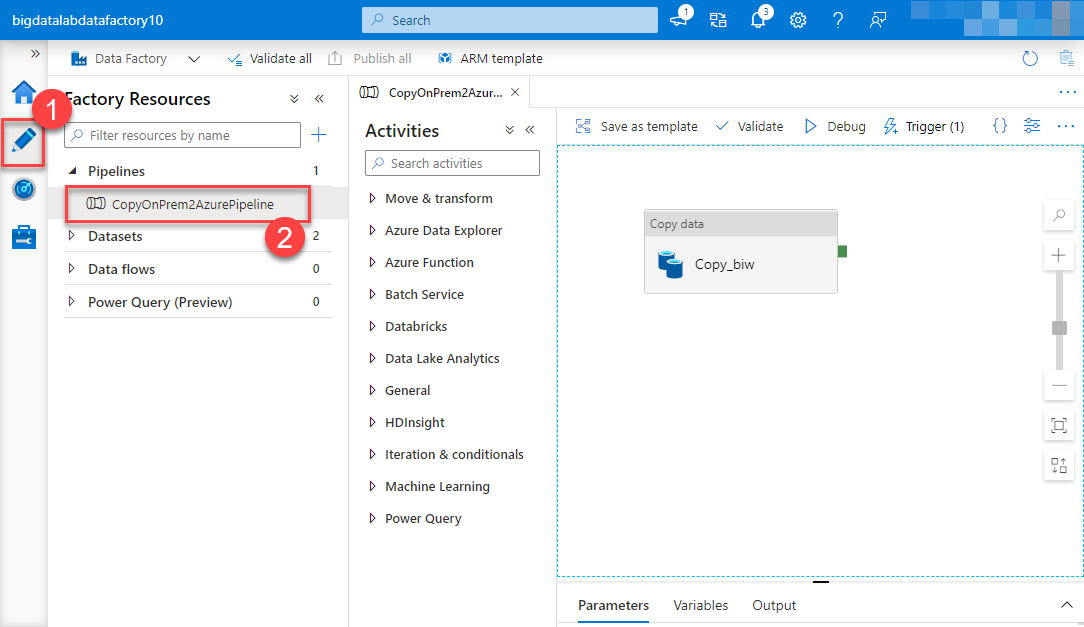 bigdatalabdatafactory10
Search
1
3
Data Factory
Validate all
Publish all
ARM template
1
Factory Resources
Filter resources by name
Pipelines 1
CopyOnPrem2AzurePipeline
2
Datasets 2
Data flows 0
Power Query (Preview) 0
CopyOnPrem2Azur...
Activities
Search activities
Move & transform
Azure Data Explorer
Azure Function
Batch Service
Databricks
Data Lake Analytics
General
HDInsight
Iteration & conditionals
Machine Learning
Power Query
Save as template
Validate
Debug
Trigger (1)
{}
Copy data
Copy_biw
Parameters
Variables
Output